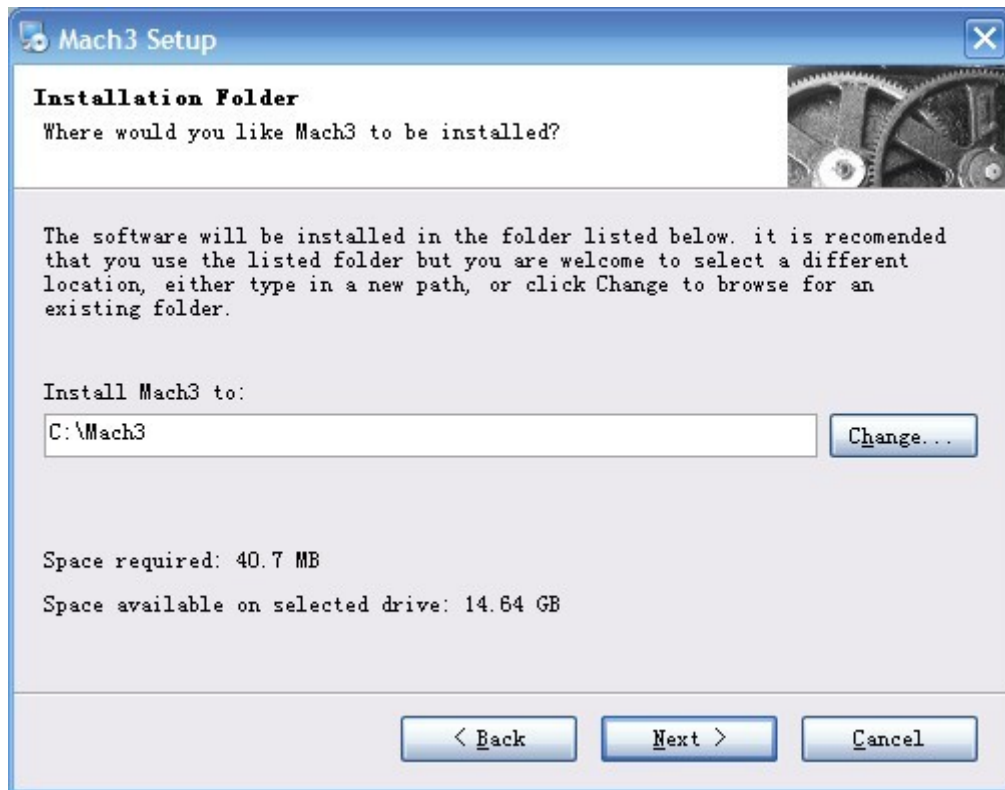 Mach3 Setup
Installation Folder
Where would you like Mach3 to be installed?
The software will be installed in the folder listed below. it is recomended
that you use the listed folder but you are welcome to select a different
location, either type in a new path, or click Change to browse for an
existing folder.
Install Mach3 to:
C:\Mach3
Change...
Space required: 40.7 MB
Space available on selected drive: 14.64 GB
< Back
Next >
Cancel